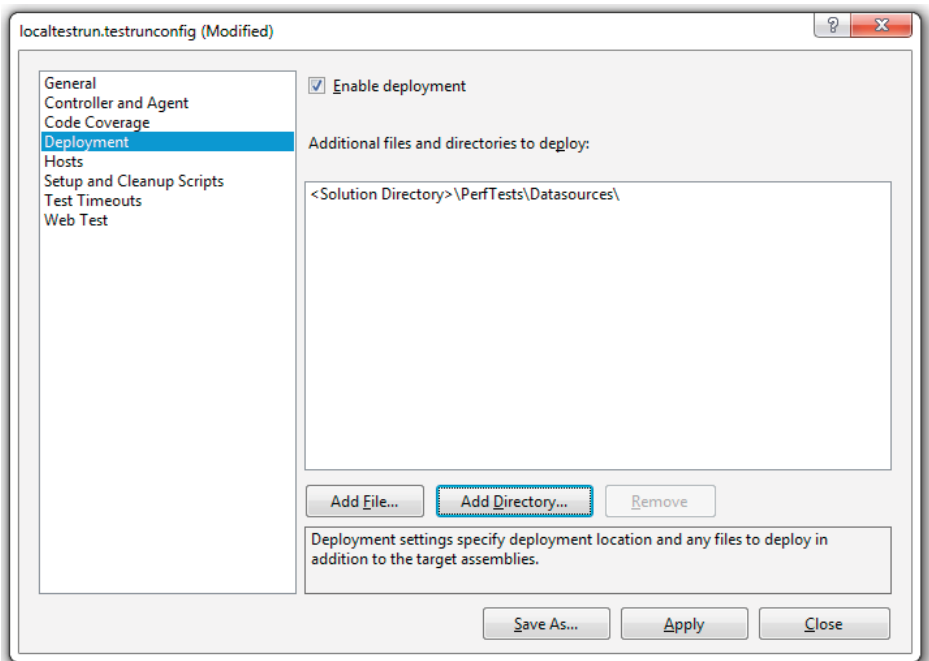 localtestrun.testrunconfig (Modified)
?
General
Controller and Agent
Code Coverage
Deployment
Hosts
Setup and Cleanup Scripts
Test Timeouts
Web Test
Enable deployment
Additional files and directories to deploy:
<Solution Directory>\PerfTests\Datasources\
Add File...
Add Directory...
Remove
Deployment settings specify deployment location and any files to deploy in
addition to the target assemblies.
Save As...
Apply
Close